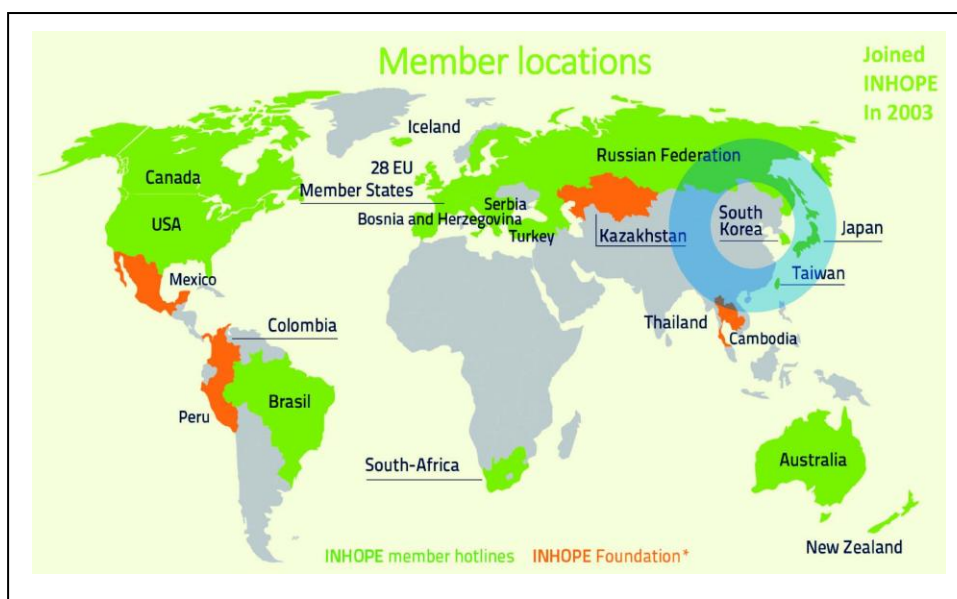 Member locations
Joined
INHOPE
In 2003
Iceland
Canada
28 EU
Member States
Russian Federation
USA
Serbia
Bosnia and Herzegovina
Turkey
Kazakhstan
South
Korea
Japan
Mexico
Taiwan
Colombia
Thailand
Cambodia
Brasil
Peru
South-Africa
Australia
New Zealand
INHOPE member hotlines
INHOPE Foundation*